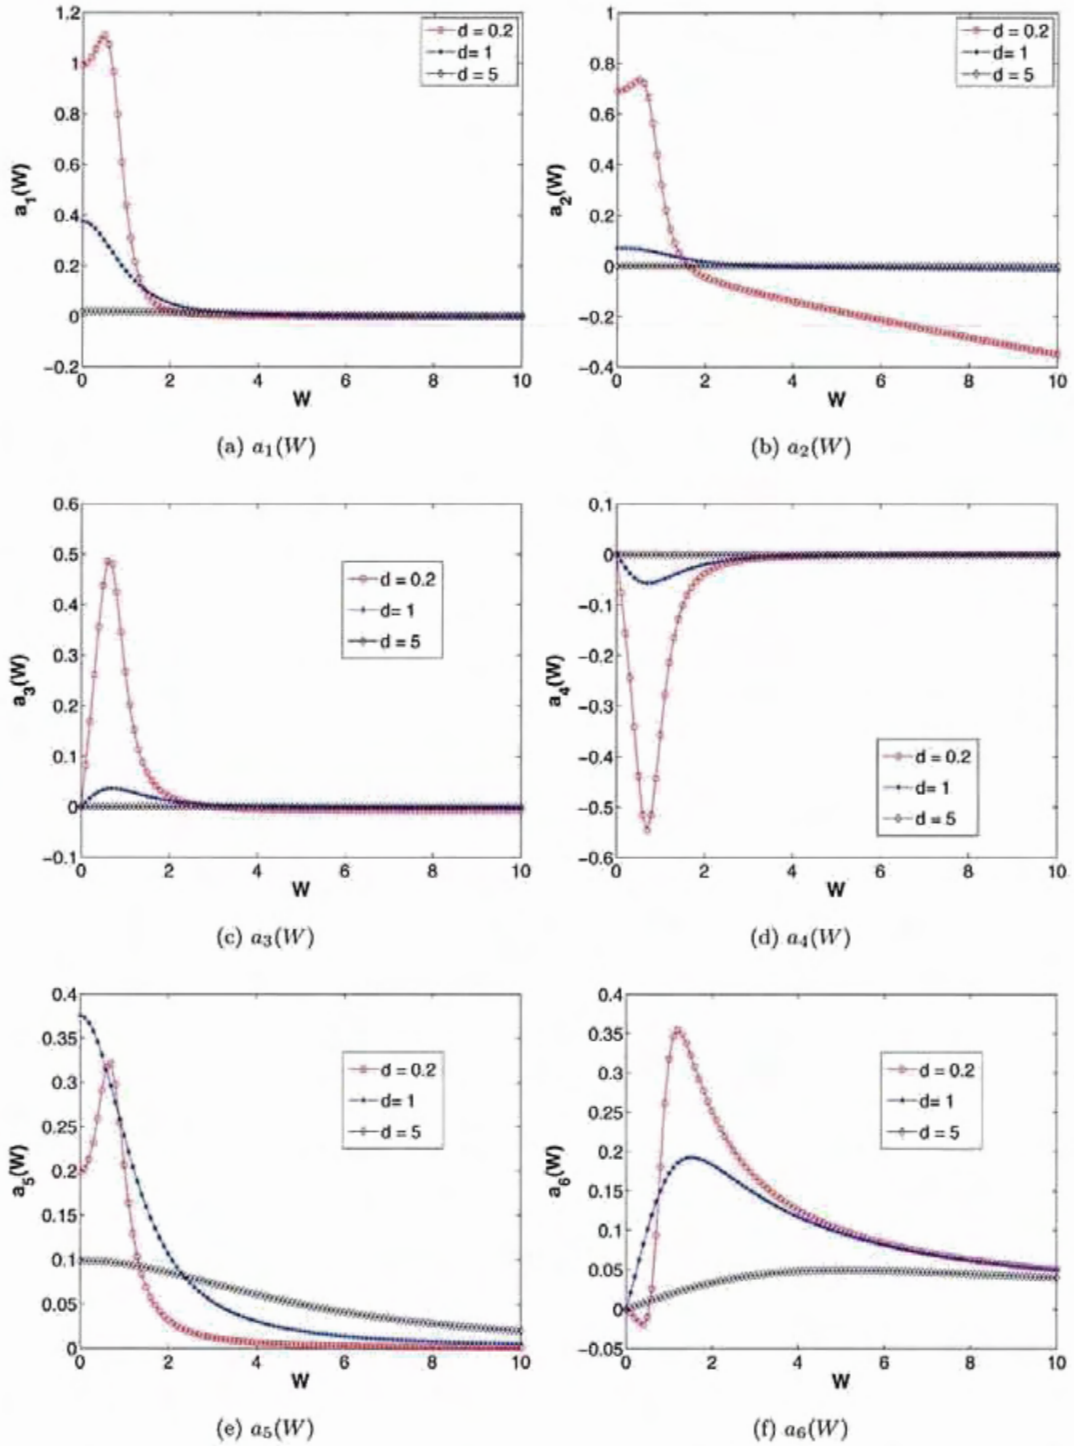 1.2
1
0.8
0.6
0.4
0.2
0
−0.2
0 2 4 6 8 10
a1(W)
W
d = 0.2
d= 1
d = 5
(a) a1(W)
1
0.8
0.6
0.4
0.2
0
−0.2
−0.4
0 2 4 6 8 10
a2(W)
W
d = 0.2
d= 1
d = 5
(b) a2(W)
0.6
0.5
0.4
0.3
0.2
0.1
0
−0.1
0 2 4 6 8 10
a3(W)
W
d = 0.2
d= 1
d = 5
(c) a3(W)
0.1
0
−0.1
−0.2
−0.3
−0.4
−0.5
−0.6
0 2 4 6 8 10
a4(W)
W
d = 0.2
d= 1
d = 5
(d) a4(W)
0.4
0.35
0.3
0.25
0.2
0.15
0.1
0.05
0
0 2 4 6 8 10
a5(W)
W
d = 0.2
d= 1
d = 5
(e) a5(W)
0.4
0.35
0.3
0.25
0.2
0.15
0.1
0.05
0
−0.05
0 2 4 6 8 10
a6(W)
W
d = 0.2
d= 1
d = 5
(f) a6(W)